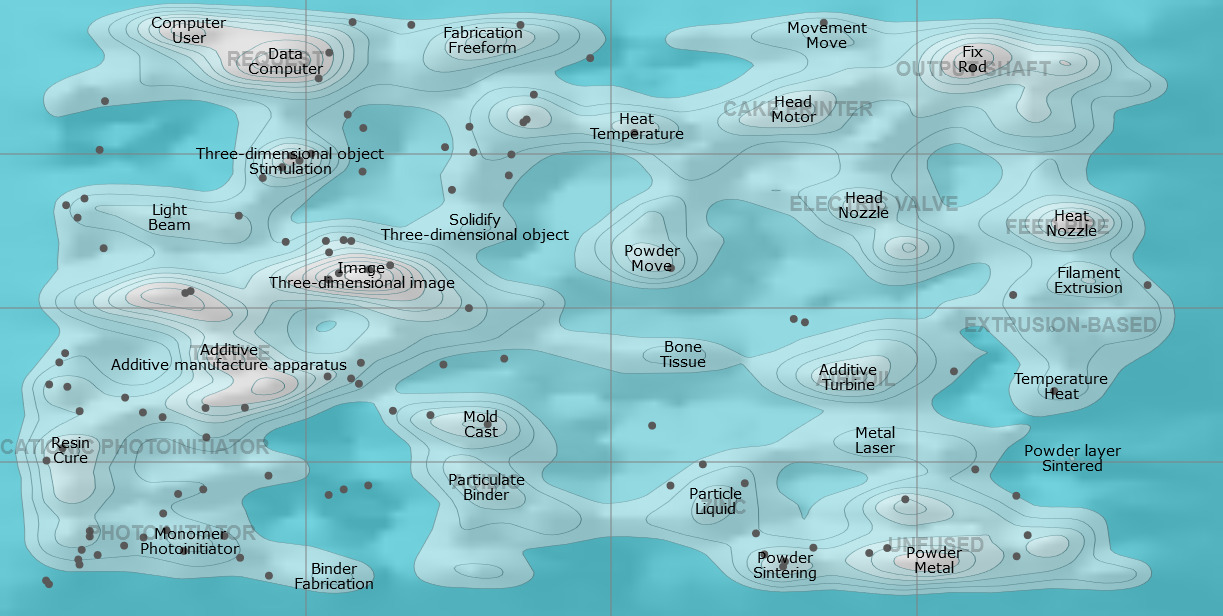 Computer
User
REQUEST
Data
Computer
Fabrication
Freeform
Movement
Move
OUTPUT SHAFT
Fix
Rod
CAKE PRINTER
Head
Motor
Heat
Temperature
Three-dimensional object
Stimulation
Light
Beam
Solidify
Three-dimensional object
ELECTRIC VALVE
Head
Nozzle
FEED PIPE
Heat
Nozzle
Powder
Move
Image
Three-dimensional image
Filament
Extrusion
EXTRUSION-BASED
Additive
Additive manufacture apparatus
Bone
Tissue
Additive
Turbine
Temperature
Heat
Mold
Cast
CATIONIC PHOTOINITIATOR
Resin
Cure
Metal
Laser
Powder layer
Sintered
Particulate
Binder
Particle
Liquid
PHOTOINITIATOR
Monomer
Photoinitiator
UNFUSED
Powder
Metal
Powder
Sintering
Binder
Fabrication